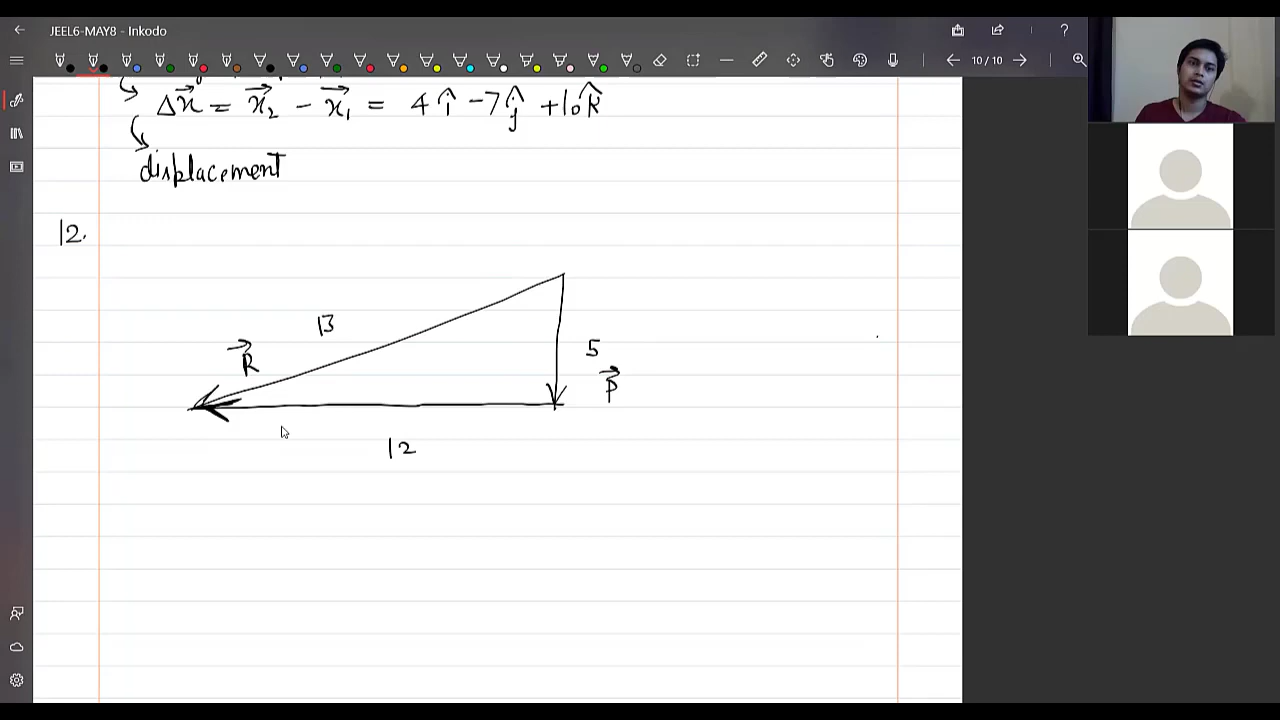 JEEL6-MAY8 - Inkodo
10 / 10
Δx⃗ = x⃗₂ - x⃗₁ = 4î - 7ĵ + 10k̂
displacement
12.
13
R⃗
5
P⃗
12